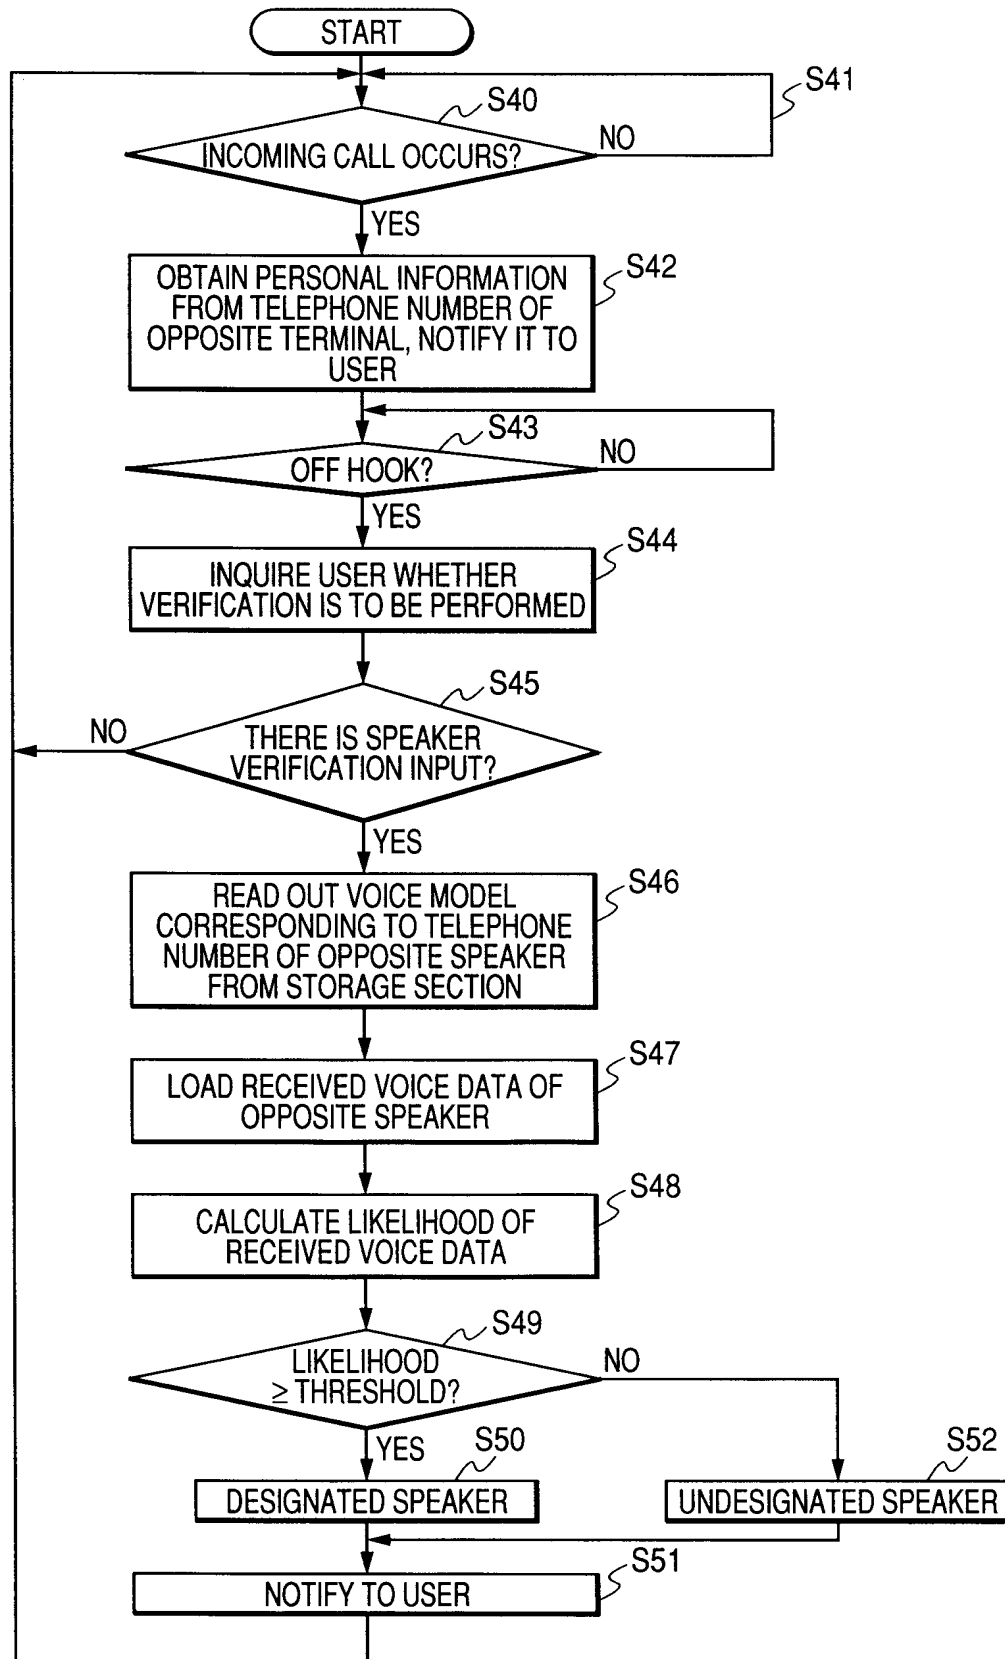 START
S40
S41
INCOMING CALL OCCURS?
NO
YES
S42
OBTAIN PERSONAL INFORMATION
FROM TELEPHONE NUMBER OF
OPPOSITE TERMINAL, NOTIFY IT TO
USER
S43
OFF HOOK?
NO
YES
S44
INQUIRE USER WHETHER
VERIFICATION IS TO BE PERFORMED
S45
NO
THERE IS SPEAKER
VERIFICATION INPUT?
YES
S46
READ OUT VOICE MODEL
CORRESPONDING TO TELEPHONE
NUMBER OF OPPOSITE SPEAKER
FROM STORAGE SECTION
S47
LOAD RECEIVED VOICE DATA OF
OPPOSITE SPEAKER
S48
CALCULATE LIKELIHOOD OF
RECEIVED VOICE DATA
S49
LIKELIHOOD
≥ THRESHOLD?
NO
YES
S50
S52
DESIGNATED SPEAKER
UNDESIGNATED SPEAKER
S51
NOTIFY TO USER